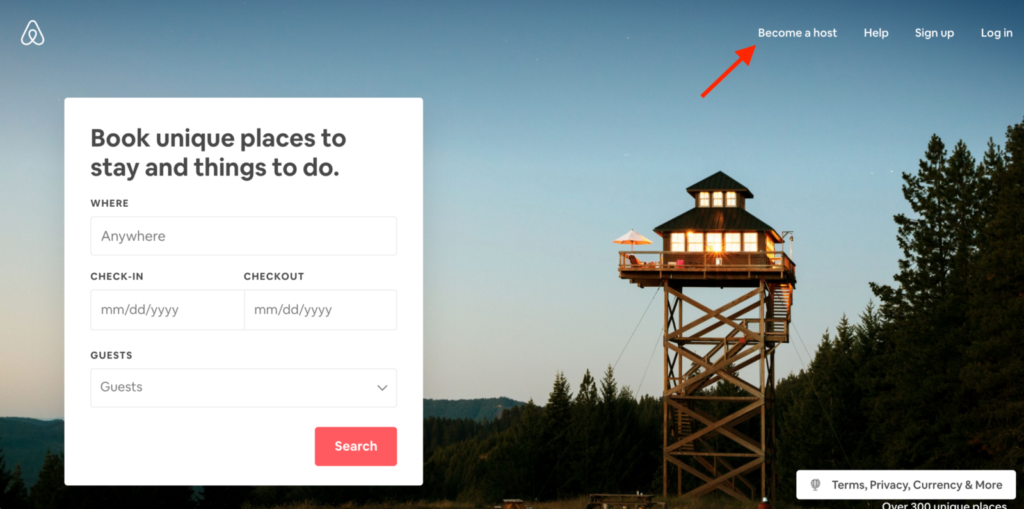 Become a host
Help
Sign up
Log in
Book unique places to
stay and things to do.
WHERE
Anywhere
CHECK-IN
CHECKOUT
mm/dd/yyyy
mm/dd/yyyy
GUESTS
Guests
Search
Terms, Privacy, Currency & More
Over 300 unique places